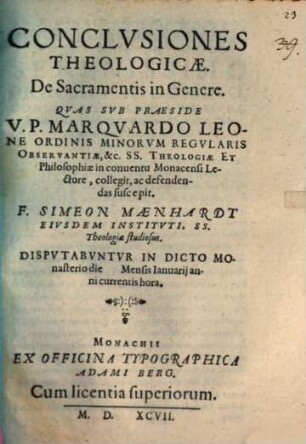 23
39.
CONCLVSIONES
THEOLOGICÆ.
De Sacramentis in Genere.
QVAS SVB PRAESIDE
V. P. MARQVARDO LEO-
NE ORDINIS MINORVM REGVLARIS
OBSERVANTIÆ, &c. SS. THEOLOGIÆ ET
Philosophiæ in conuentu Monacensi Le-
ctore, collegit, ac defenden-
das suscepit.
F. SIMEON MÆNHARDT
EIVSDEM INSTITVTI, SS.
Theologiæ studiosus.
DISPVTABVNTVR IN DICTO MO-
nasterio die Mensis Ianuarij an-
ni currentis hora.
MONACHII
EX OFFICINA TYPOGRAPHICA
ADAMI BERG.
Cum licentia superiorum.
M. D. XCVII.